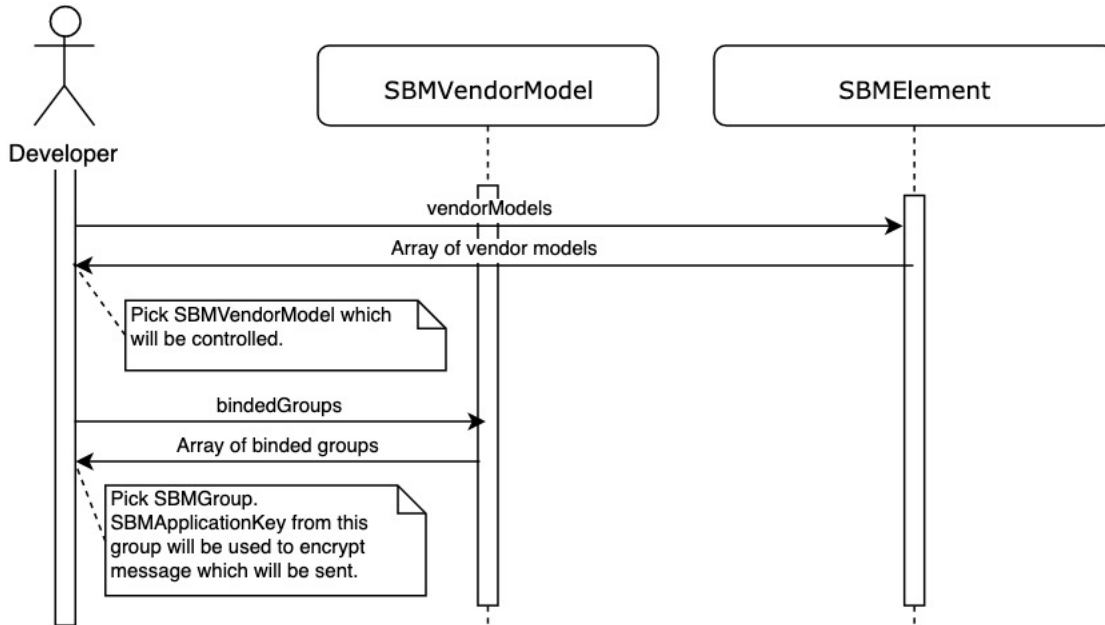 SBMVendorModel
SBMElement
Developer
vendorModels
Array of vendor models
Pick SBMVendorModel which
will be controlled.
bindedGroups
Array of binded groups
Pick SBMGroup.
SBMApplicationKey from this
group will be used to encrypt
message which will be sent.